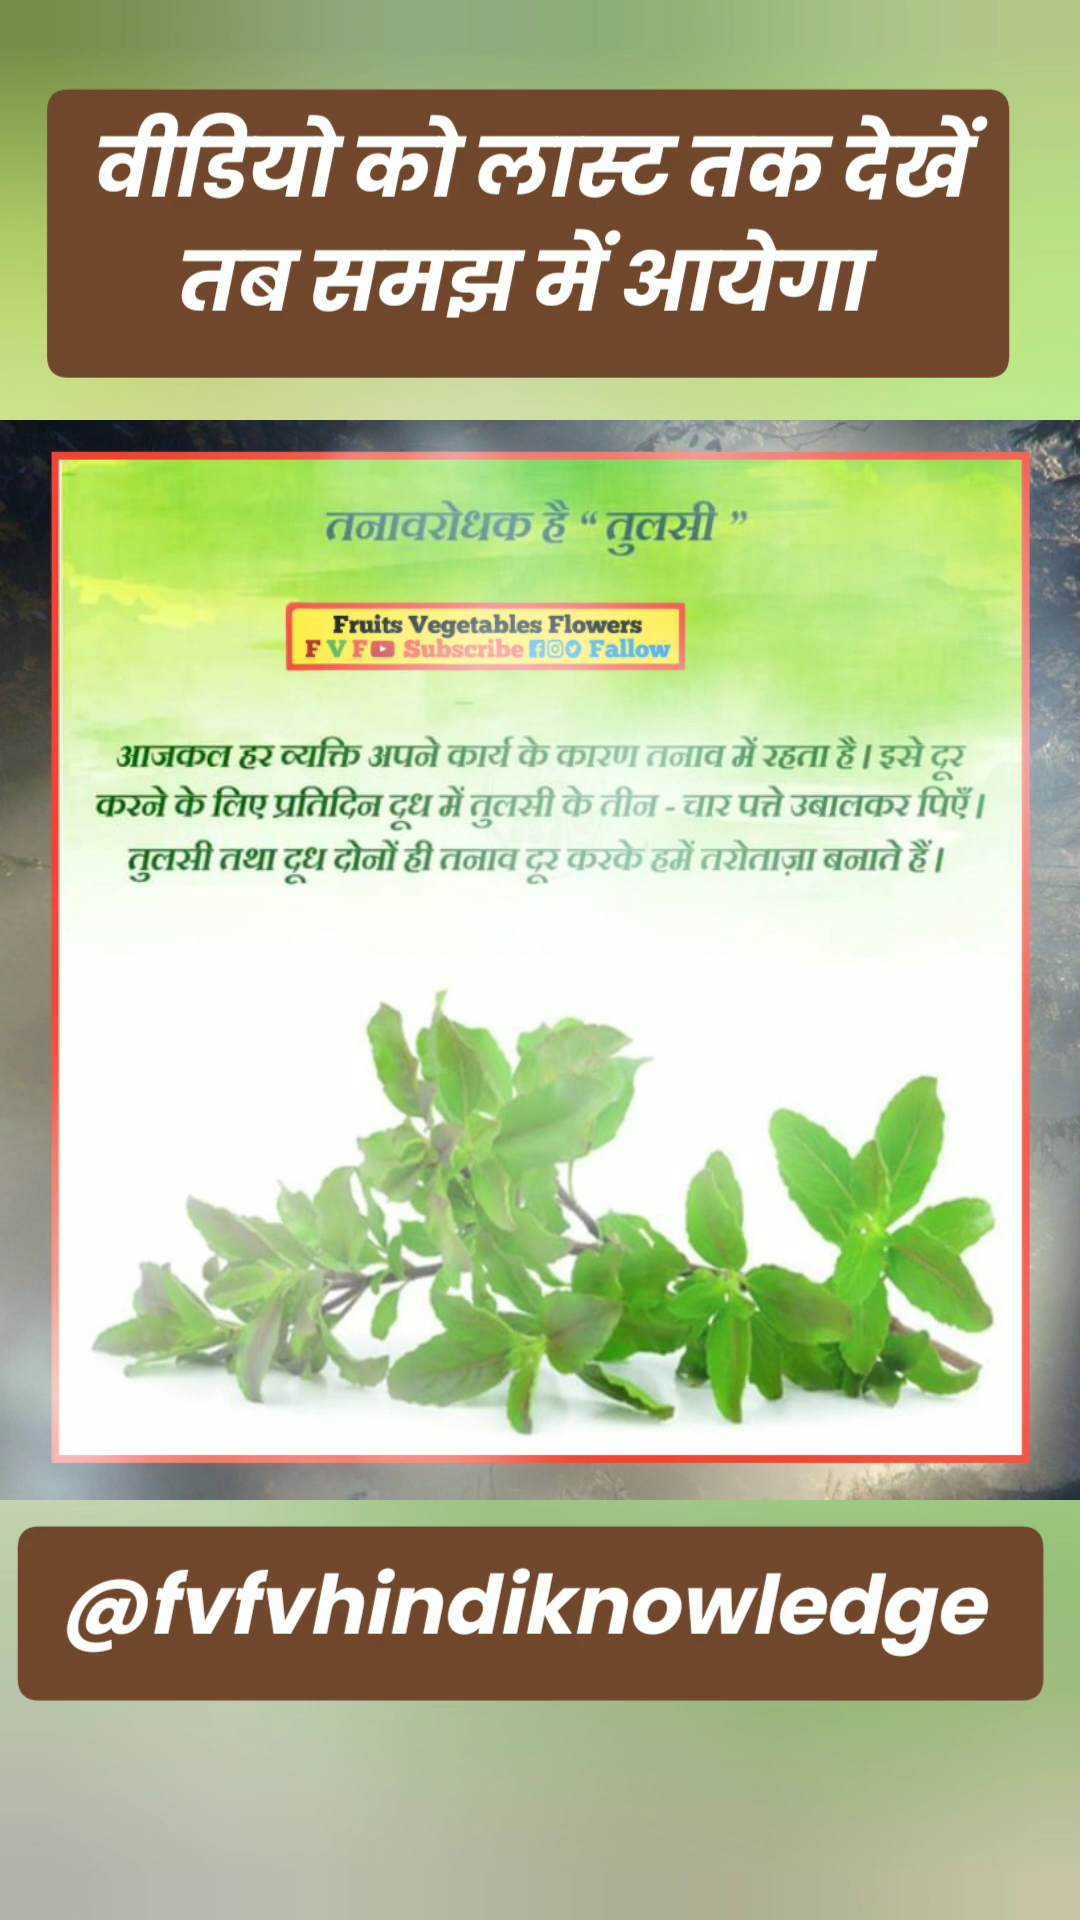 वीडियो को लास्ट तक देखें
तब समझ में आयेगा
तनावरोधक है “ तुलसी ”
Fruits Vegetables Flowers
F V F Subscribe Fallow
आजकल हर व्यक्ति अपने कार्य के कारण तनाव में रहता है। इसे दूर
करने के लिए प्रतिदिन दूध में तुलसी के तीन - चार पत्ते उबालकर पिएँ।
तुलसी तथा दूध दोनों ही तनाव दूर करके हमें तरोताज़ा बनाते हैं।
@fvfvhindiknowledge